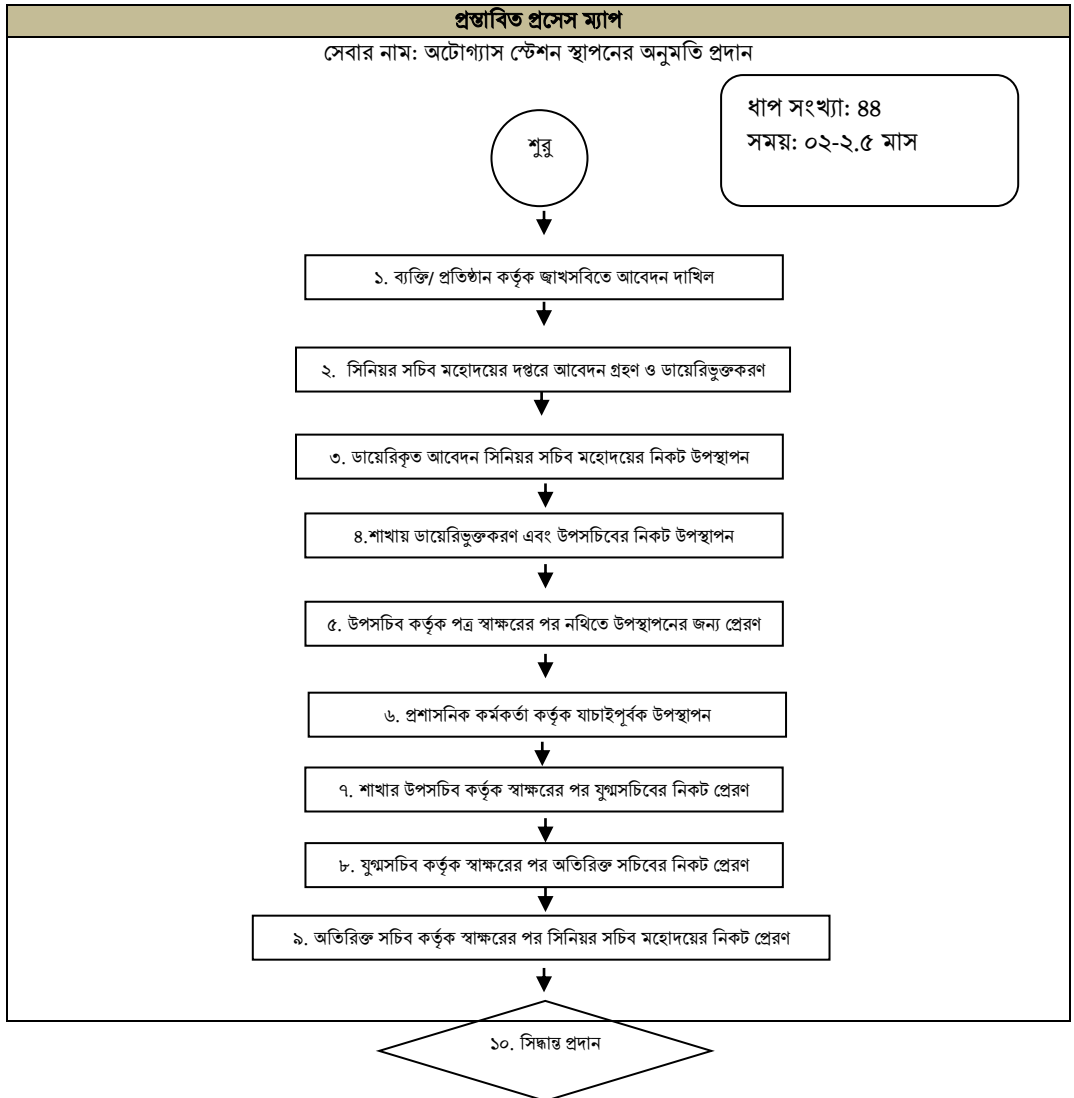 প্রস্তাবিত প্রসেস ম্যাপ
সেবার নাম: অটোগ্যাস স্টেশন স্থাপনের অনুমতি প্রদান
ধাপ সংখ্যা: ৪৪
সময়: ০২-২.৫ মাস
শুরু
১. ব্যক্তি/ প্রতিষ্ঠান কর্তৃক জ্বাখসবিতে আবেদন দাখিল
২. সিনিয়র সচিব মহোদয়ের দপ্তরে আবেদন গ্রহণ ও ডায়েরিভুক্তকরণ
৩. ডায়েরিকৃত আবেদন সিনিয়র সচিব মহোদয়ের নিকট উপস্থাপন
৪.শাখায় ডায়েরিভুক্তকরণ এবং উপসচিবের নিকট উপস্থাপন
৫. উপসচিব কর্তৃক পত্র স্বাক্ষরের পর নথিতে উপস্থাপনের জন্য প্রেরণ
৬. প্রশাসনিক কর্মকর্তা কর্তৃক যাচাইপূর্বক উপস্থাপন
৭. শাখার উপসচিব কর্তৃক স্বাক্ষরের পর যুগ্মসচিবের নিকট প্রেরণ
৮. যুগ্মসচিব কর্তৃক স্বাক্ষরের পর অতিরিক্ত সচিবের নিকট প্রেরণ
৯. অতিরিক্ত সচিব কর্তৃক স্বাক্ষরের পর সিনিয়র সচিব মহোদয়ের নিকট প্রেরণ
১০. সিদ্ধান্ত প্রদান